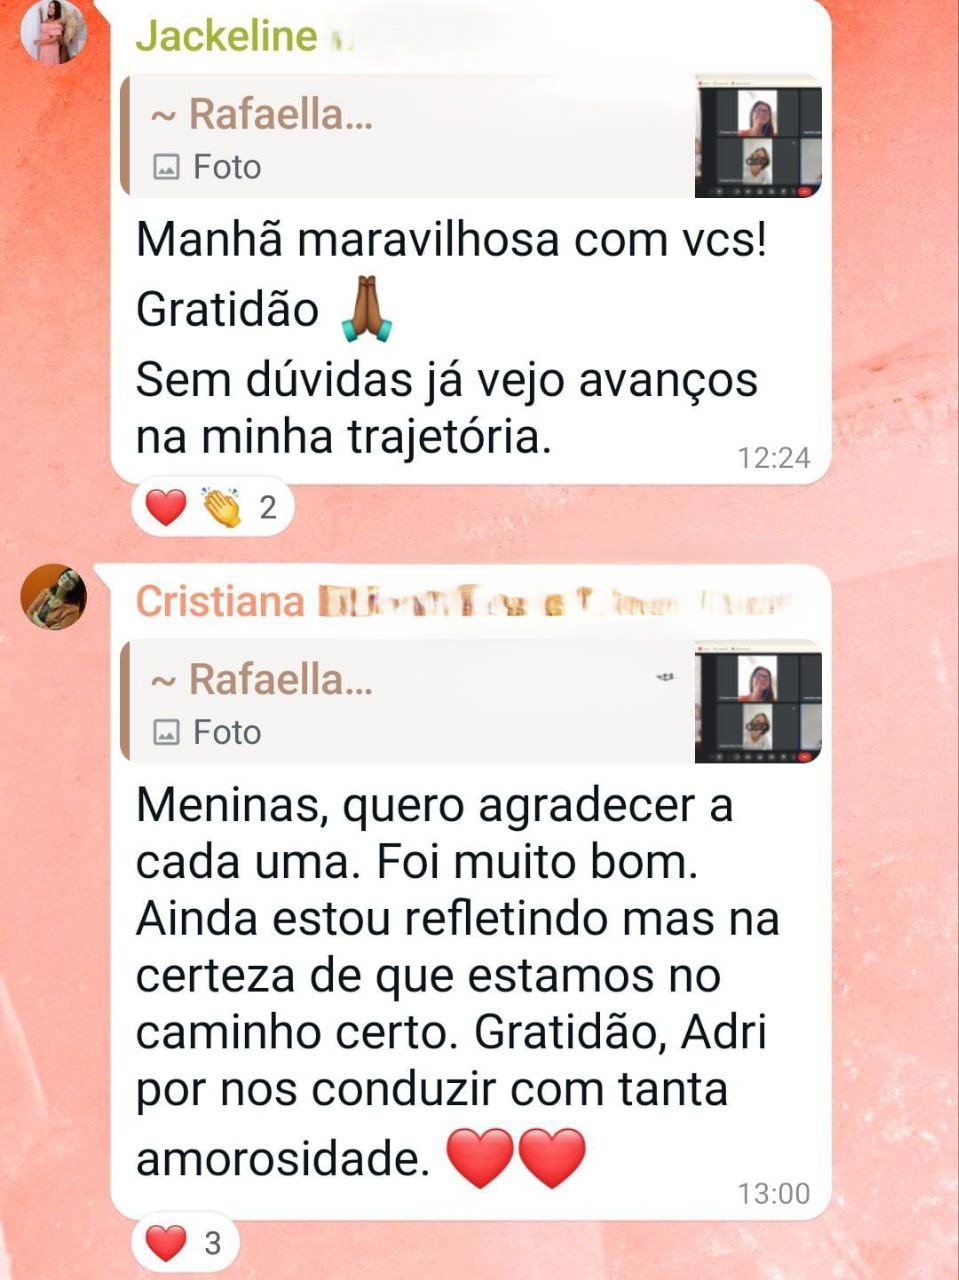 Jackeline
~ Rafaella...
Foto
Manhã maravilhosa com vcs!
Gratidão 🙏🏾
Sem dúvidas já vejo avanços
na minha trajetória.
12:24
❤️ 👏 2
Cristiana
~ Rafaella...
Foto
Meninas, quero agradecer a
cada uma. Foi muito bom.
Ainda estou refletindo mas na
certeza de que estamos no
caminho certo. Gratidão, Adri
por nos conduzir com tanta
amorosidade. ❤️❤️
13:00
❤️ 3